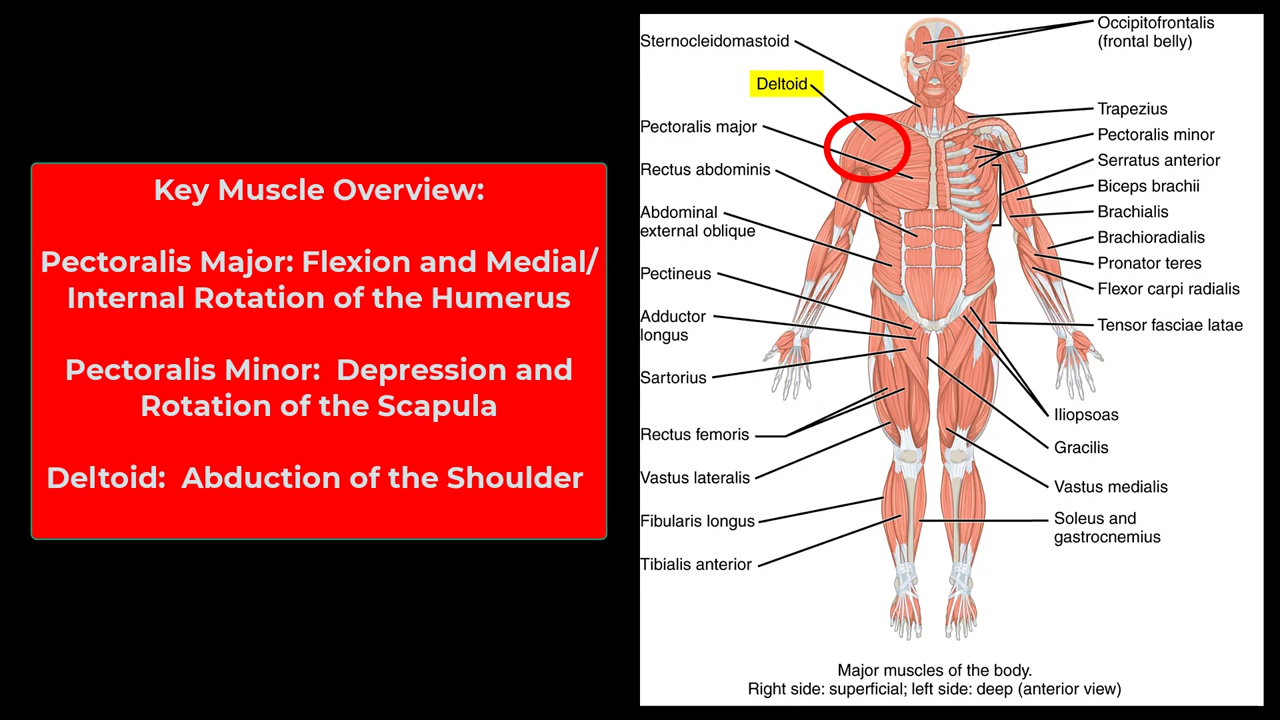 Key Muscle Overview:
Pectoralis Major: Flexion and Medial/
Internal Rotation of the Humerus
Pectoralis Minor:  Depression and
Rotation of the Scapula
Deltoid:  Abduction of the Shoulder
Sternocleidomastoid
Deltoid
Pectoralis major
Rectus abdominis
Abdominal
external oblique
Pectineus
Adductor
longus
Sartorius
Rectus femoris
Vastus lateralis
Fibularis longus
Tibialis anterior
Occipitofrontalis
(frontal belly)
Trapezius
Pectoralis minor
Serratus anterior
Biceps brachii
Brachialis
Brachioradialis
Pronator teres
Flexor carpi radialis
Tensor fasciae latae
Iliopsoas
Gracilis
Vastus medialis
Soleus and
gastrocnemius
Major muscles of the body.
Right side: superficial; left side: deep (anterior view)